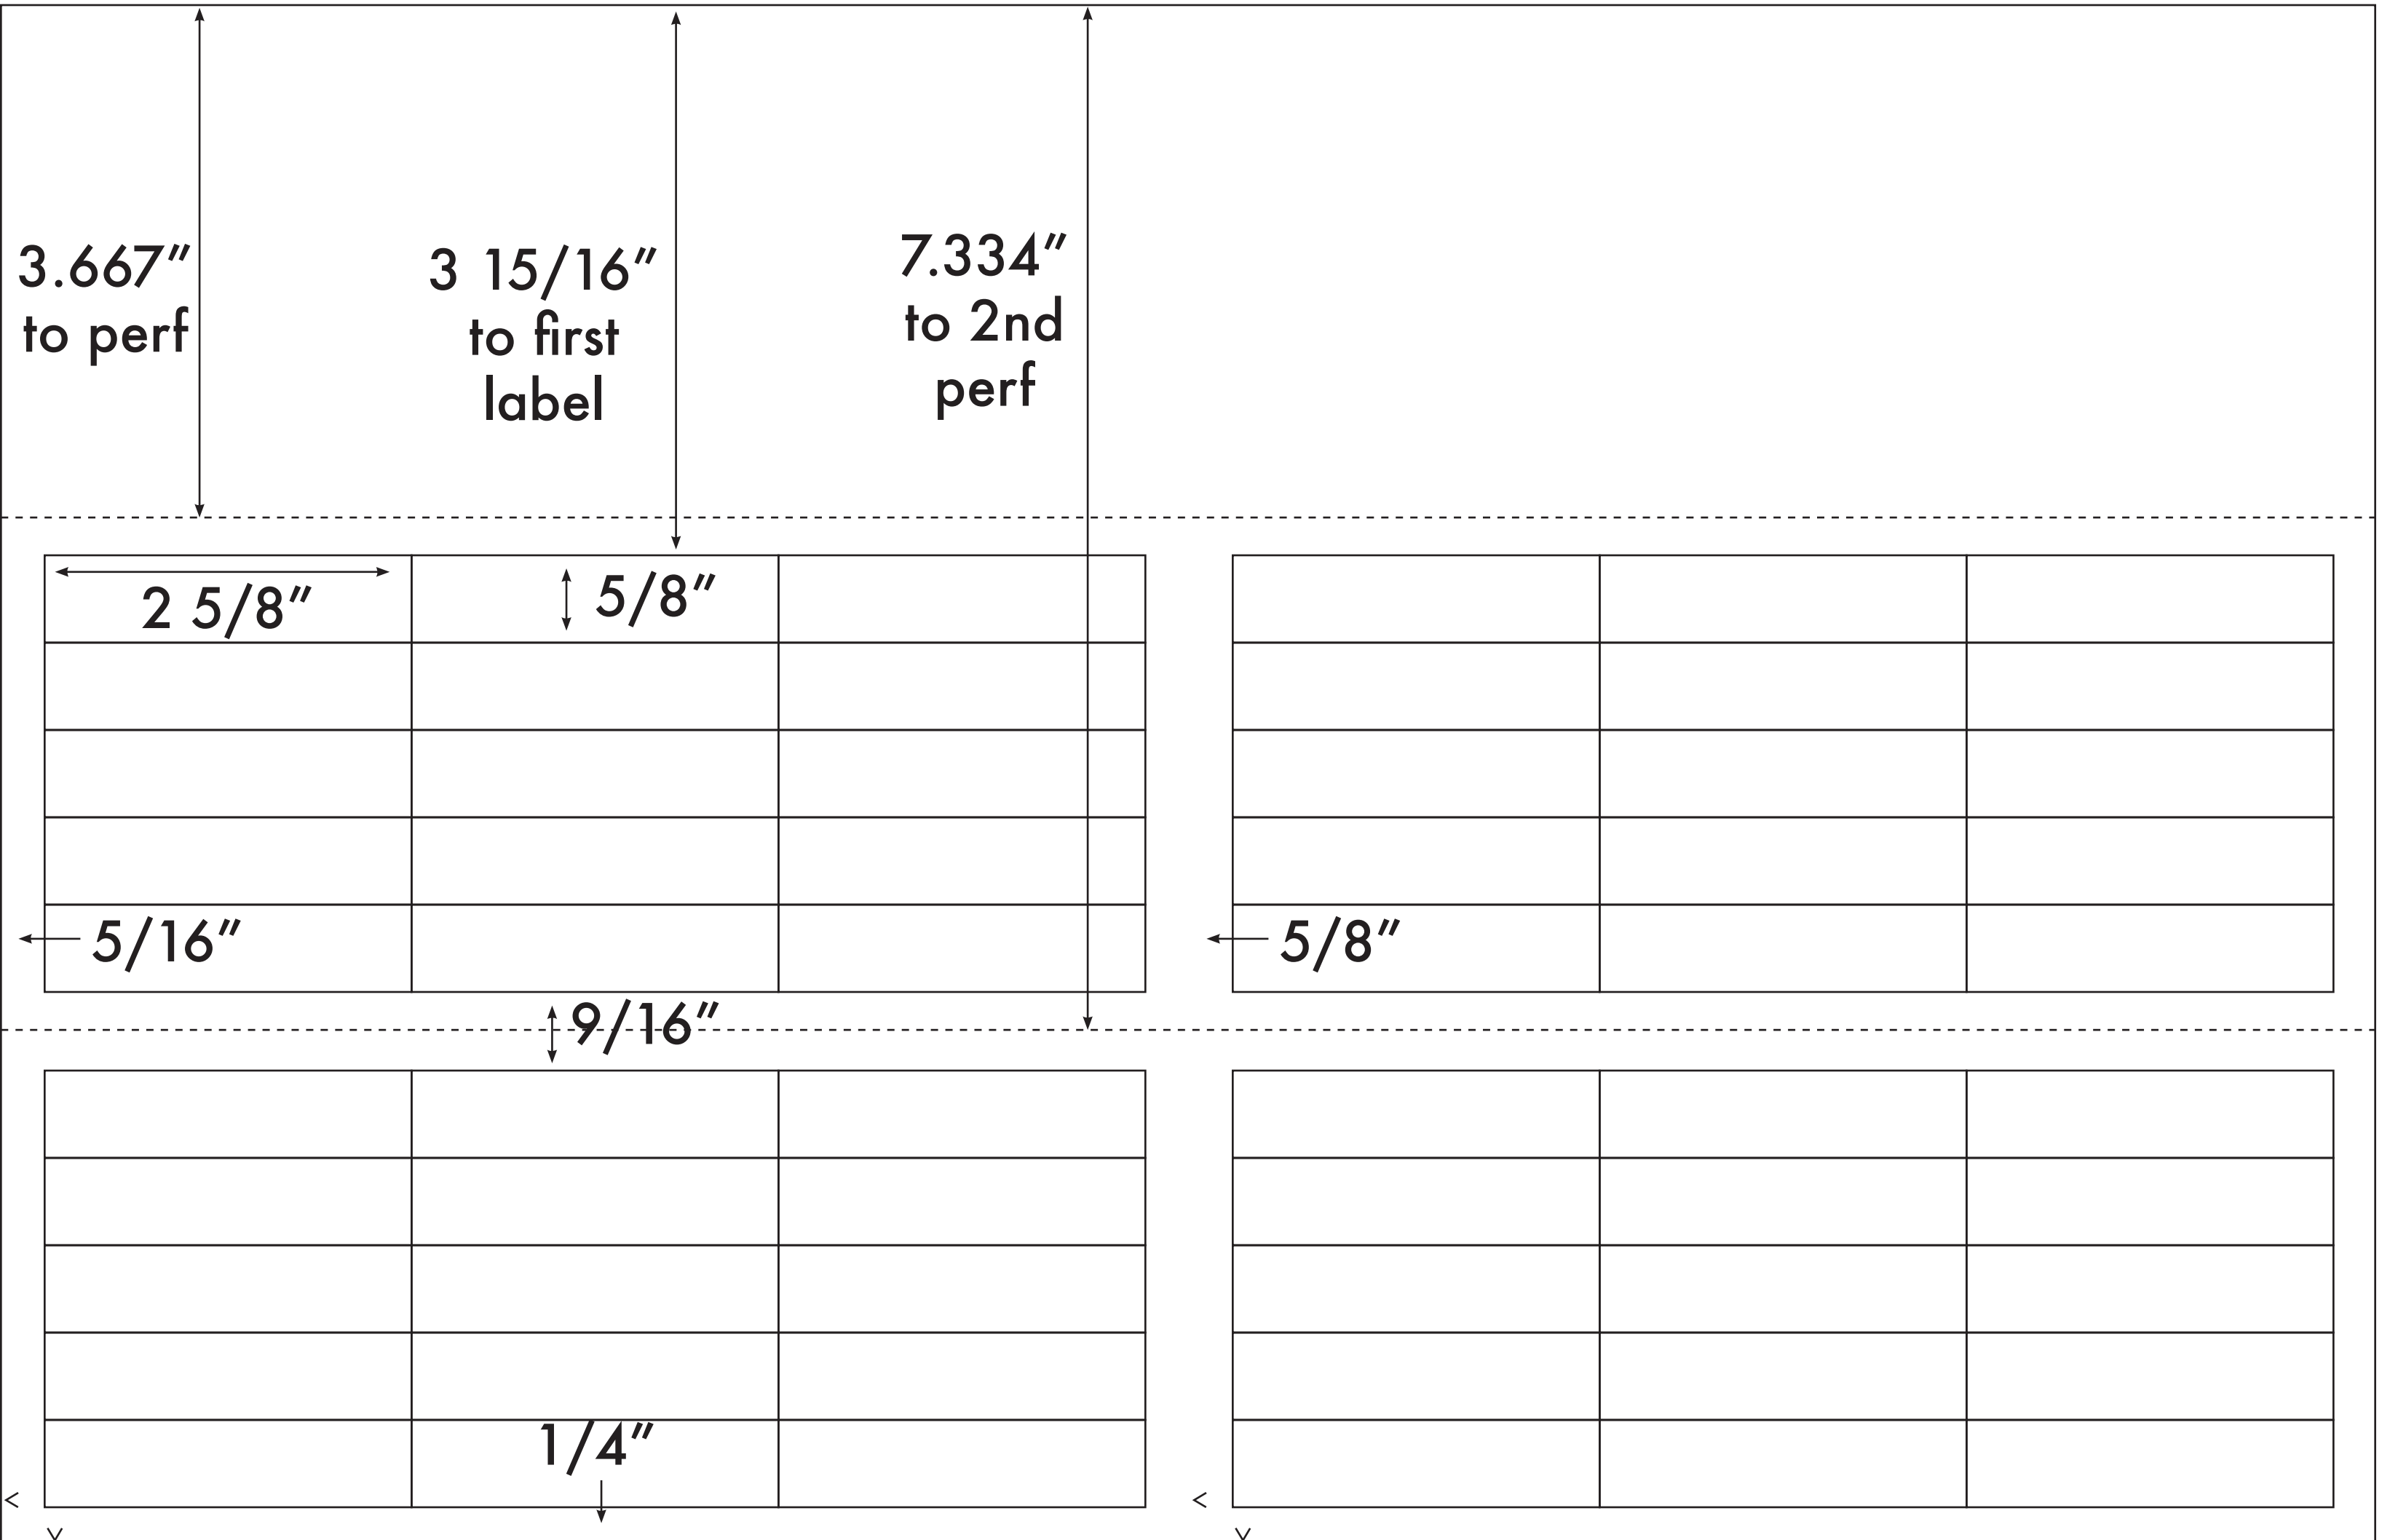 3.667”
to perf
3 15/16”
to first
label
7.334”
to 2nd
perf
2 5/8”
5/8”
5/16”
5/8”
9/16”
1/4”